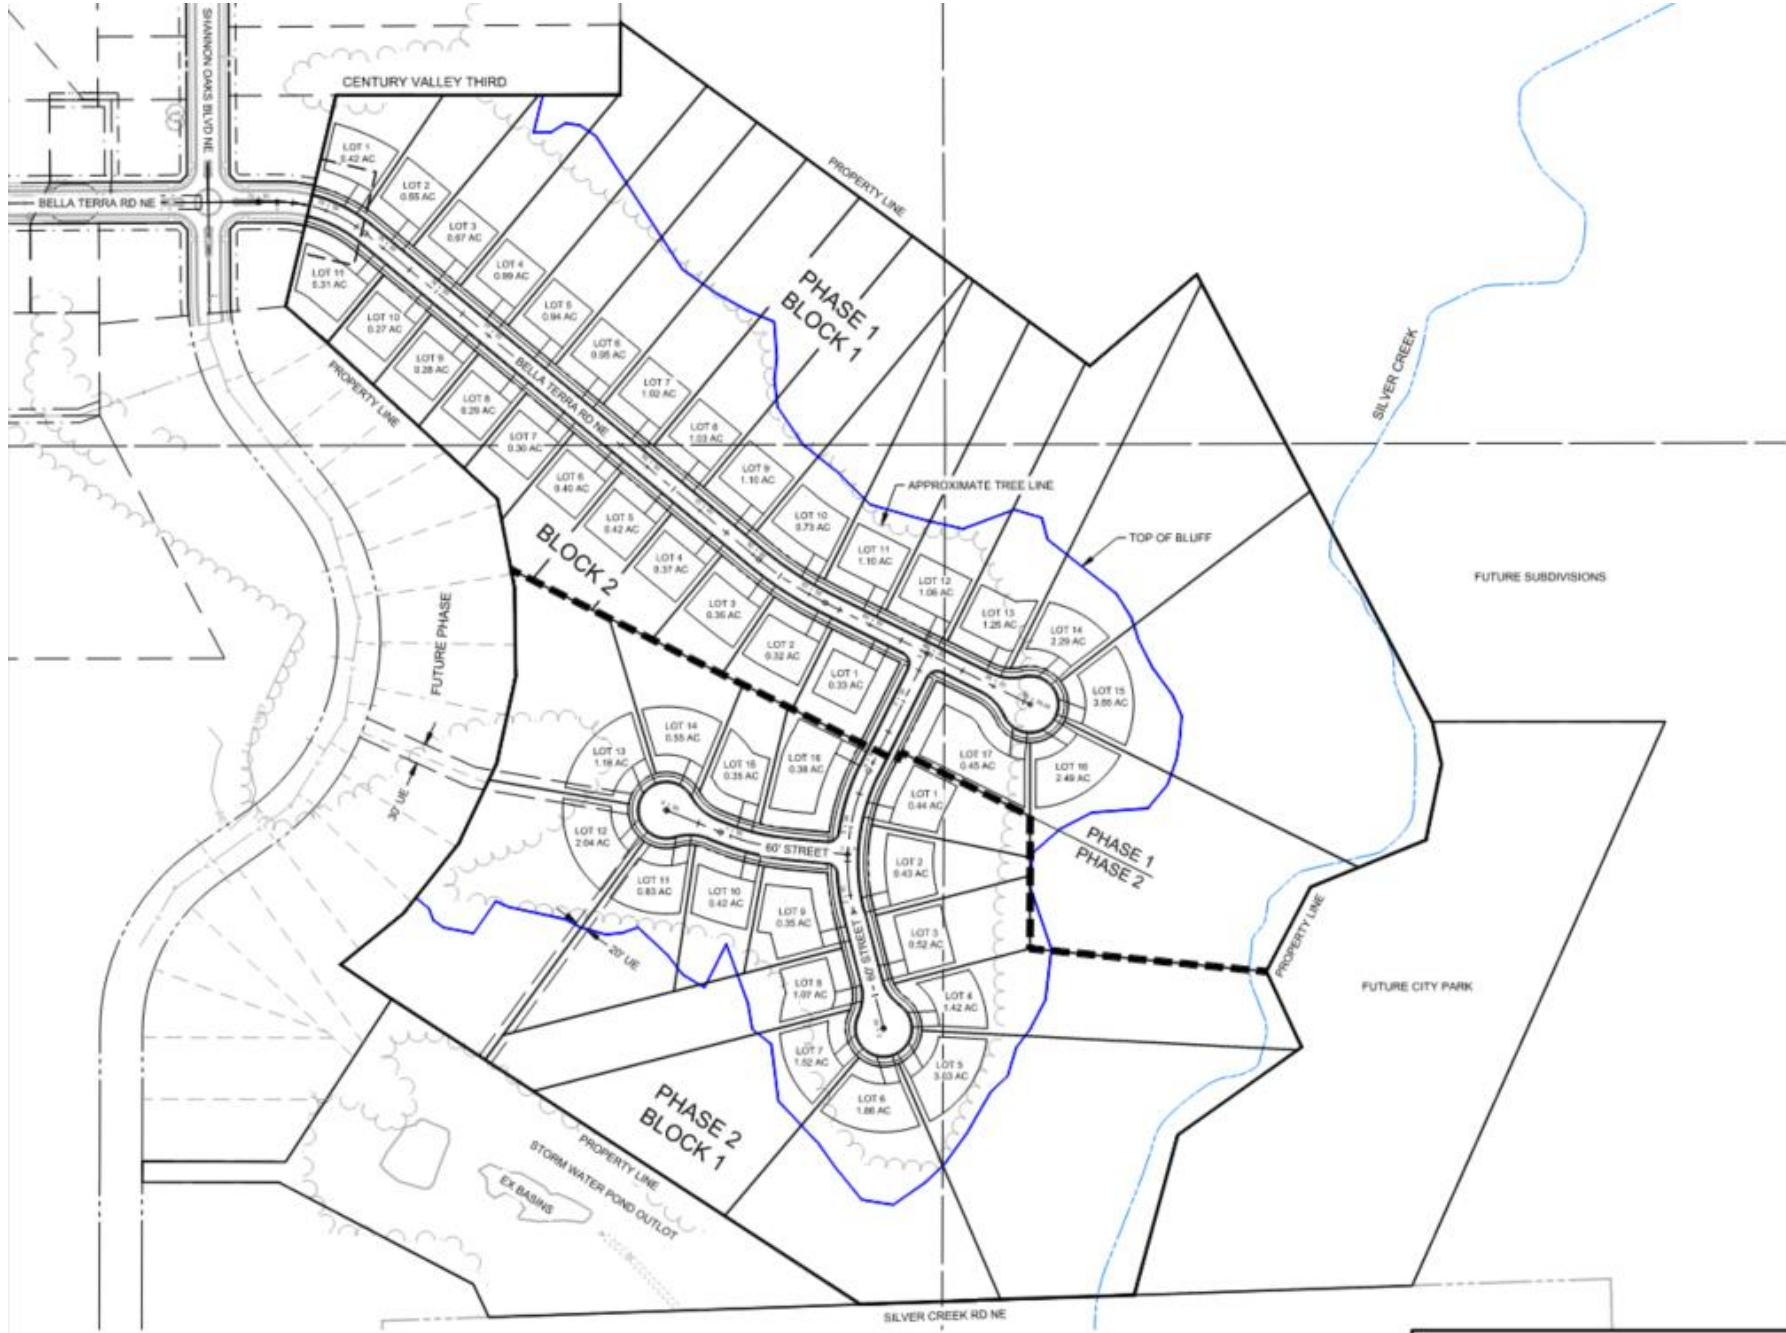 SHANNON OAKS BLVD NE
CENTURY VALLEY THIRD
BELLA TERRA RD NE
PROPERTY LINE
PHASE 1
BLOCK 1
LOT 1
0.42 AC
LOT 2
0.55 AC
LOT 3
0.67 AC
LOT 4
0.89 AC
LOT 5
0.94 AC
LOT 6
0.95 AC
LOT 7
1.02 AC
LOT 8
1.03 AC
LOT 9
1.10 AC
LOT 10
0.73 AC
LOT 11
1.10 AC
LOT 12
1.06 AC
LOT 13
LOT 14
2.29 AC
LOT 15
LOT 16
2.49 AC
LOT 17
0.45 AC
BELLA TERRA RD NE
LOT 11
0.31 AC
LOT 10
0.27 AC
LOT 9
0.28 AC
LOT 8
0.29 AC
LOT 7
0.30 AC
LOT 6
0.40 AC
LOT 5
0.42 AC
LOT 4
0.37 AC
LOT 3
LOT 2
0.32 AC
LOT 1
0.33 AC
PROPERTY LINE
BLOCK 2
APPROXIMATE TREE LINE
TOP OF BLUFF
SILVER CREEK
FUTURE SUBDIVISIONS
FUTURE PHASE
30' UE
LOT 14
0.55 AC
LOT 13
1.18 AC
LOT 15
0.35 AC
LOT 16
0.38 AC
LOT 12
2.04 AC
LOT 11
0.83 AC
LOT 10
0.42 AC
LOT 9
0.35 AC
LOT 1
0.44 AC
LOT 2
0.43 AC
LOT 3
0.52 AC
LOT 4
1.42 AC
LOT 5
3.03 AC
LOT 6
1.86 AC
LOT 7
1.52 AC
LOT 8
1.07 AC
60' STREET
60' STREET
20' UE
PHASE 1
PHASE 2
PROPERTY LINE
FUTURE CITY PARK
PHASE 2
BLOCK 1
PROPERTY LINE
STORM WATER POND OUTLOT
EX BASINS
SILVER CREEK RD NE